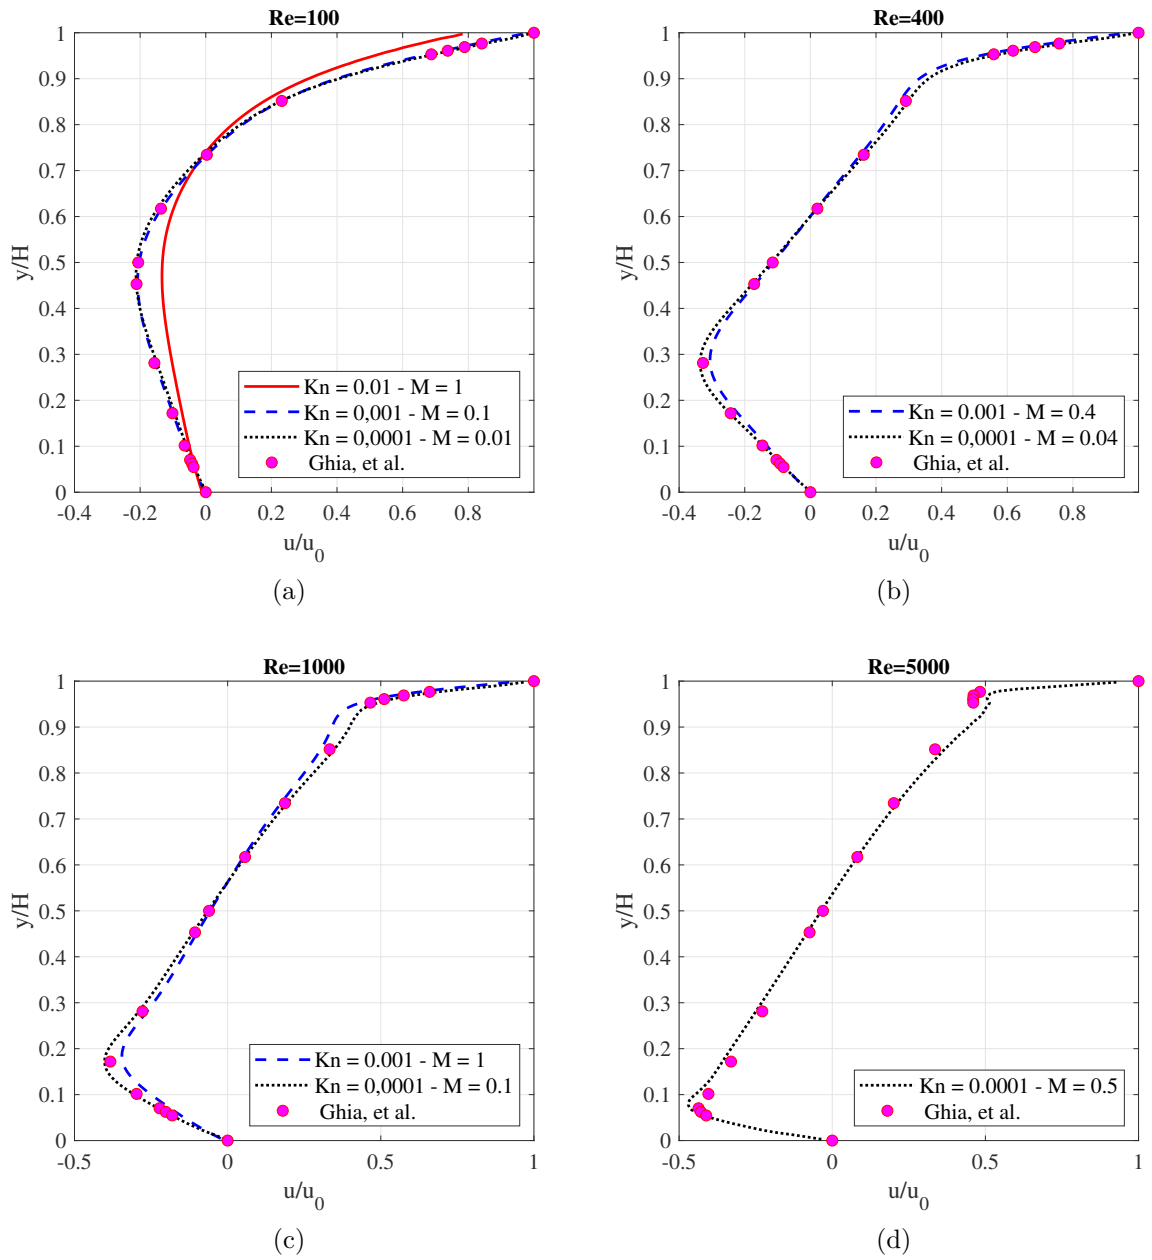 Re=100
1
0.9
0.8
0.7
0.6
0.5
0.4
0.3
0.2
0.1
0
y/H
Kn = 0.01 - M = 1
Kn = 0,001 - M = 0.1
Kn = 0,0001 - M = 0.01
Ghia, et al.
-0.4 -0.2 0 0.2 0.4 0.6 0.8
u/u0
(a)
Re=400
1
0.9
0.8
0.7
0.6
0.5
0.4
0.3
0.2
0.1
0
y/H
Kn = 0.001 - M = 0.4
Kn = 0,0001 - M = 0.04
Ghia, et al.
-0.4 -0.2 0 0.2 0.4 0.6 0.8
u/u0
(b)
Re=1000
1
0.9
0.8
0.7
0.6
0.5
0.4
0.3
0.2
0.1
0
y/H
Kn = 0.001 - M = 1
Kn = 0,0001 - M = 0.1
Ghia, et al.
-0.5 0 0.5 1
u/u0
(c)
Re=5000
1
0.9
0.8
0.7
0.6
0.5
0.4
0.3
0.2
0.1
0
y/H
Kn = 0.0001 - M = 0.5
Ghia, et al.
-0.5 0 0.5 1
u/u0
(d)